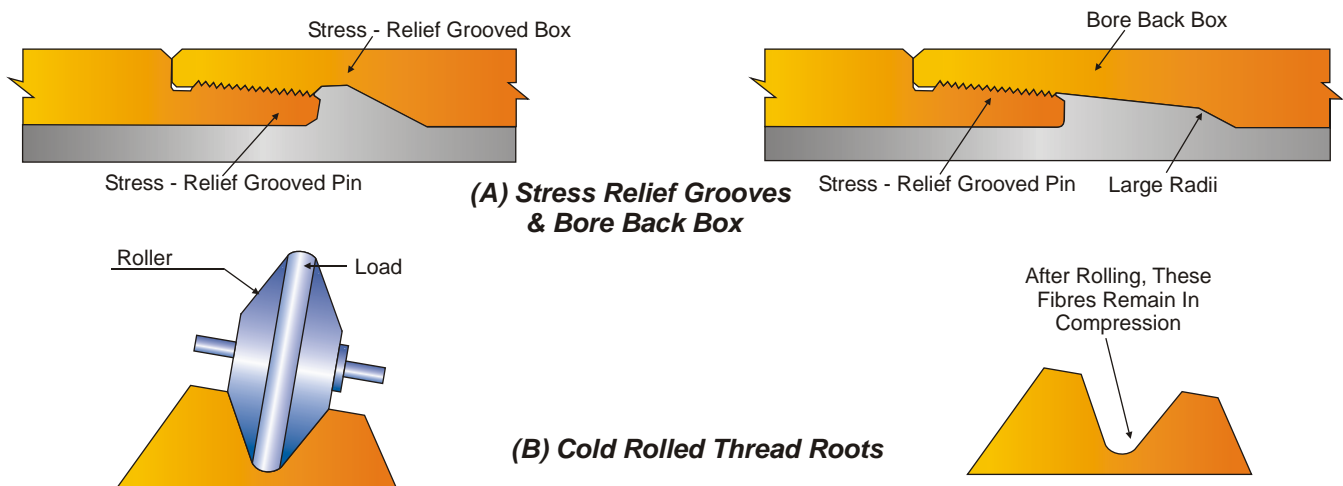 Stress - Relief Grooved Box
Bore Back Box
Stress - Relief Grooved Pin
Stress - Relief Grooved Pin
Large Radii
(A) Stress Relief Grooves
& Bore Back Box
Roller
Load
After Rolling, These
Fibres Remain In
Compression
(B) Cold Rolled Thread Roots